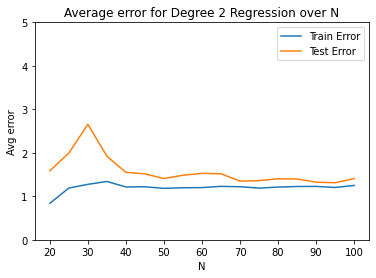 Average error for Degree 2 Regression over N
Train Error
Test Error
Avg error
5
4
3
2
1
0
20 30 40 50 60 70 80 90 100
N